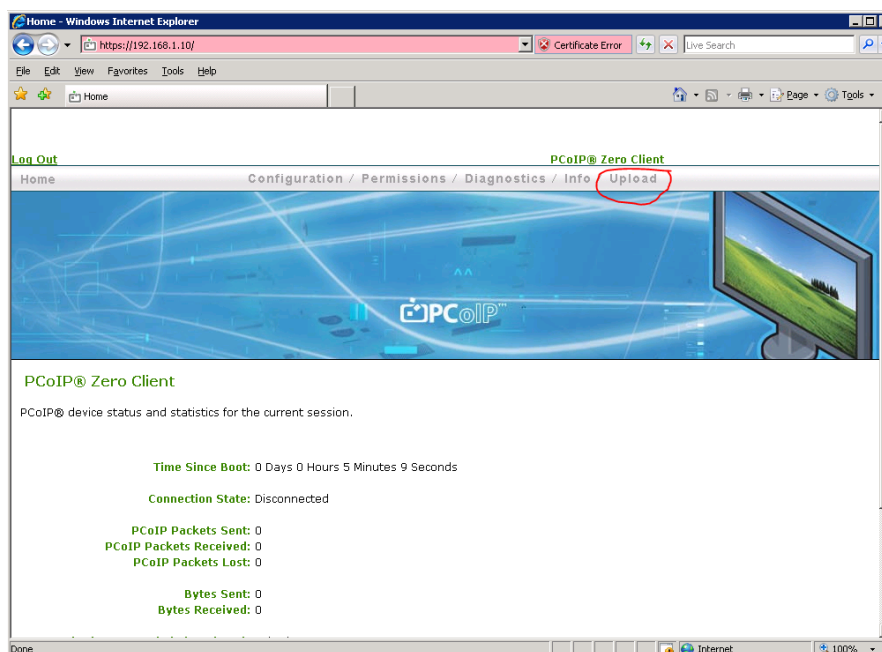 Home - Windows Internet Explorer
https://192.168.1.10/
Certificate Error
Live Search
File Edit View Favorites Tools Help
Home
Page
Tools
Log Out
PCoIP® Zero Client
Home
Configuration / Permissions / Diagnostics / Info
Upload
PCoIP™
PCoIP® Zero Client
PCoIP® device status and statistics for the current session.
Time Since Boot: 0 Days 0 Hours 5 Minutes 9 Seconds
Connection State: Disconnected
PCoIP Packets Sent: 0
PCoIP Packets Received: 0
PCoIP Packets Lost: 0
Bytes Sent: 0
Bytes Received: 0
Done
Internet
100%